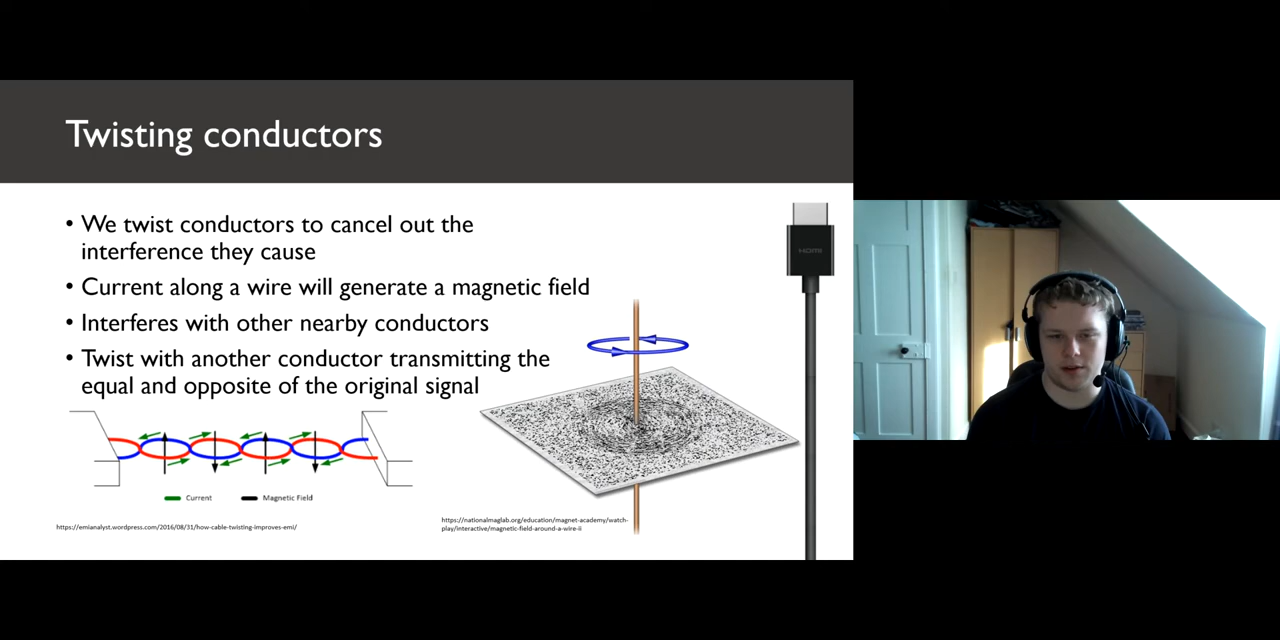 Twisting conductors
• We twist conductors to cancel out the
interference they cause
• Current along a wire will generate a magnetic field
• Interferes with other nearby conductors
• Twist with another conductor transmitting the
equal and opposite of the original signal
HDMI
Current
Magnetic Field
https://emianalyst.wordpress.com/2016/08/31/how-cable-twisting-improves-emi/
https://nationalmaglab.org/education/magnet-academy/watch-
play/interactive/magnetic-field-around-a-wire-ii